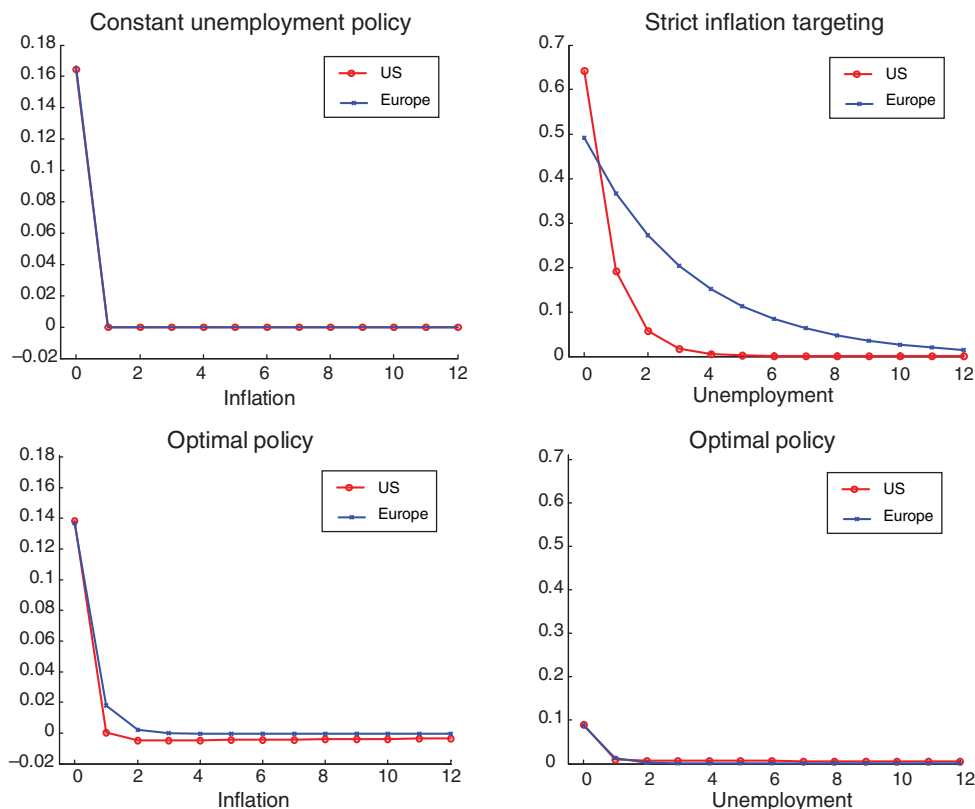 Constant unemployment policy
0.18
0.16
0.14
0.12
0.1
0.08
0.06
0.04
0.02
0
−0.02
US
Europe
0 2 4 6 8 10 12
Inflation
Strict inflation targeting
0.7
0.6
0.5
0.4
0.3
0.2
0.1
0
US
Europe
0 2 4 6 8 10 12
Unemployment
Optimal policy
0.18
0.16
0.14
0.12
0.1
0.08
0.06
0.04
0.02
0
−0.02
US
Europe
0 2 4 6 8 10 12
Inflation
Optimal policy
0.7
0.6
0.5
0.4
0.3
0.2
0.1
0
US
Europe
0 2 4 6 8 10 12
Unemployment